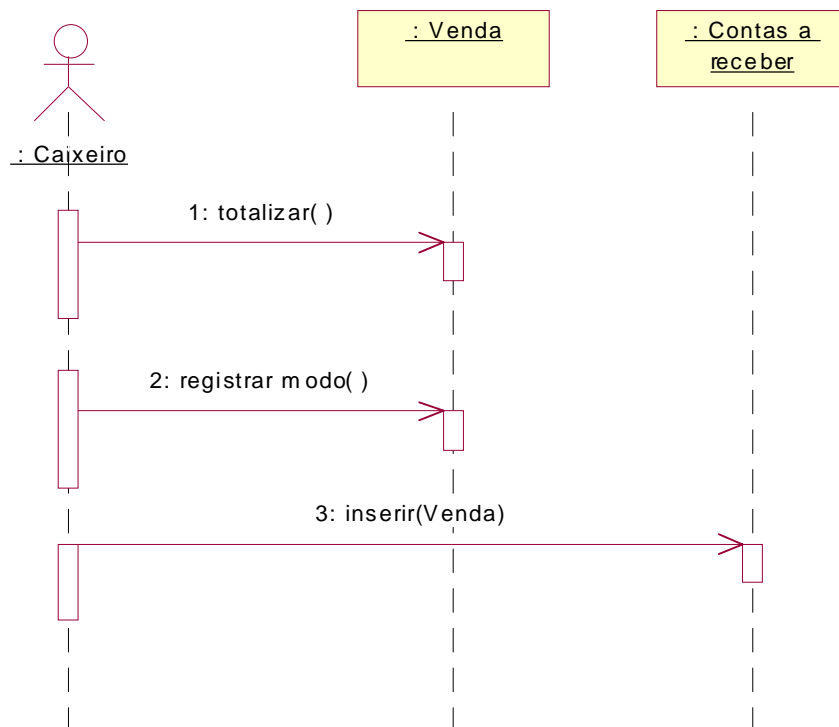 : Venda
: Contas a
receber
: Caixeiro
1: totalizar( )
2: registrar modo( )
3: inserir(Venda)